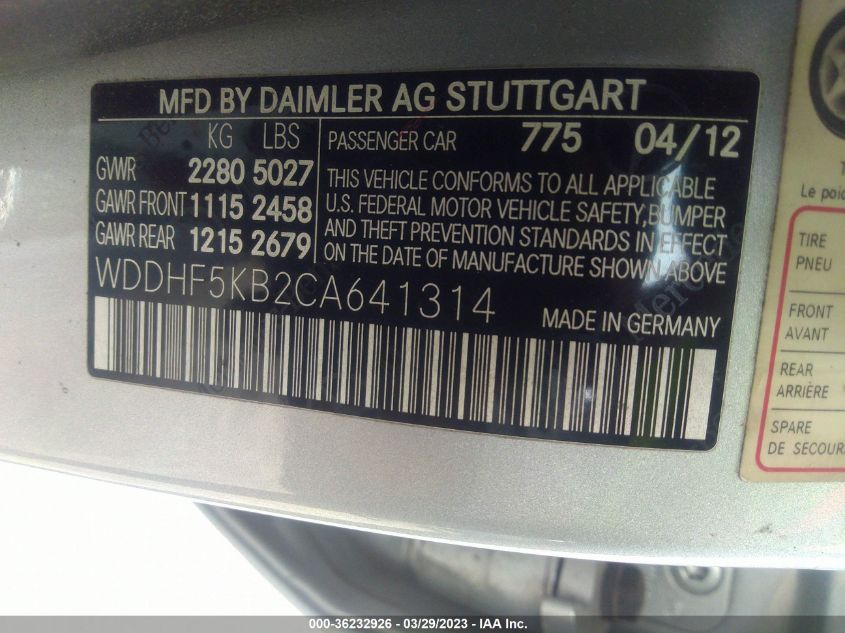 MFD BY DAIMLER AG STUTTGART
KG LBS
GVWR 2280 5027
GAWR FRONT 1115 2458
GAWR REAR 1215 2679
PASSENGER CAR 775 04/12
THIS VEHICLE CONFORMS TO ALL APPLICABLE
U.S. FEDERAL MOTOR VEHICLE SAFETY, BUMPER
AND THEFT PREVENTION STANDARDS IN EFFECT
ON THE DATE OF MANUFACTURE SHOWN ABOVE
WDDHF5KB2CA641314
MADE IN GERMANY
Le poid
TIRE
PNEU
FRONT
AVANT
REAR
ARRIÈRE
SPARE
DE SECOUR
000-36232926 - 03/29/2023 - © IAA Inc.